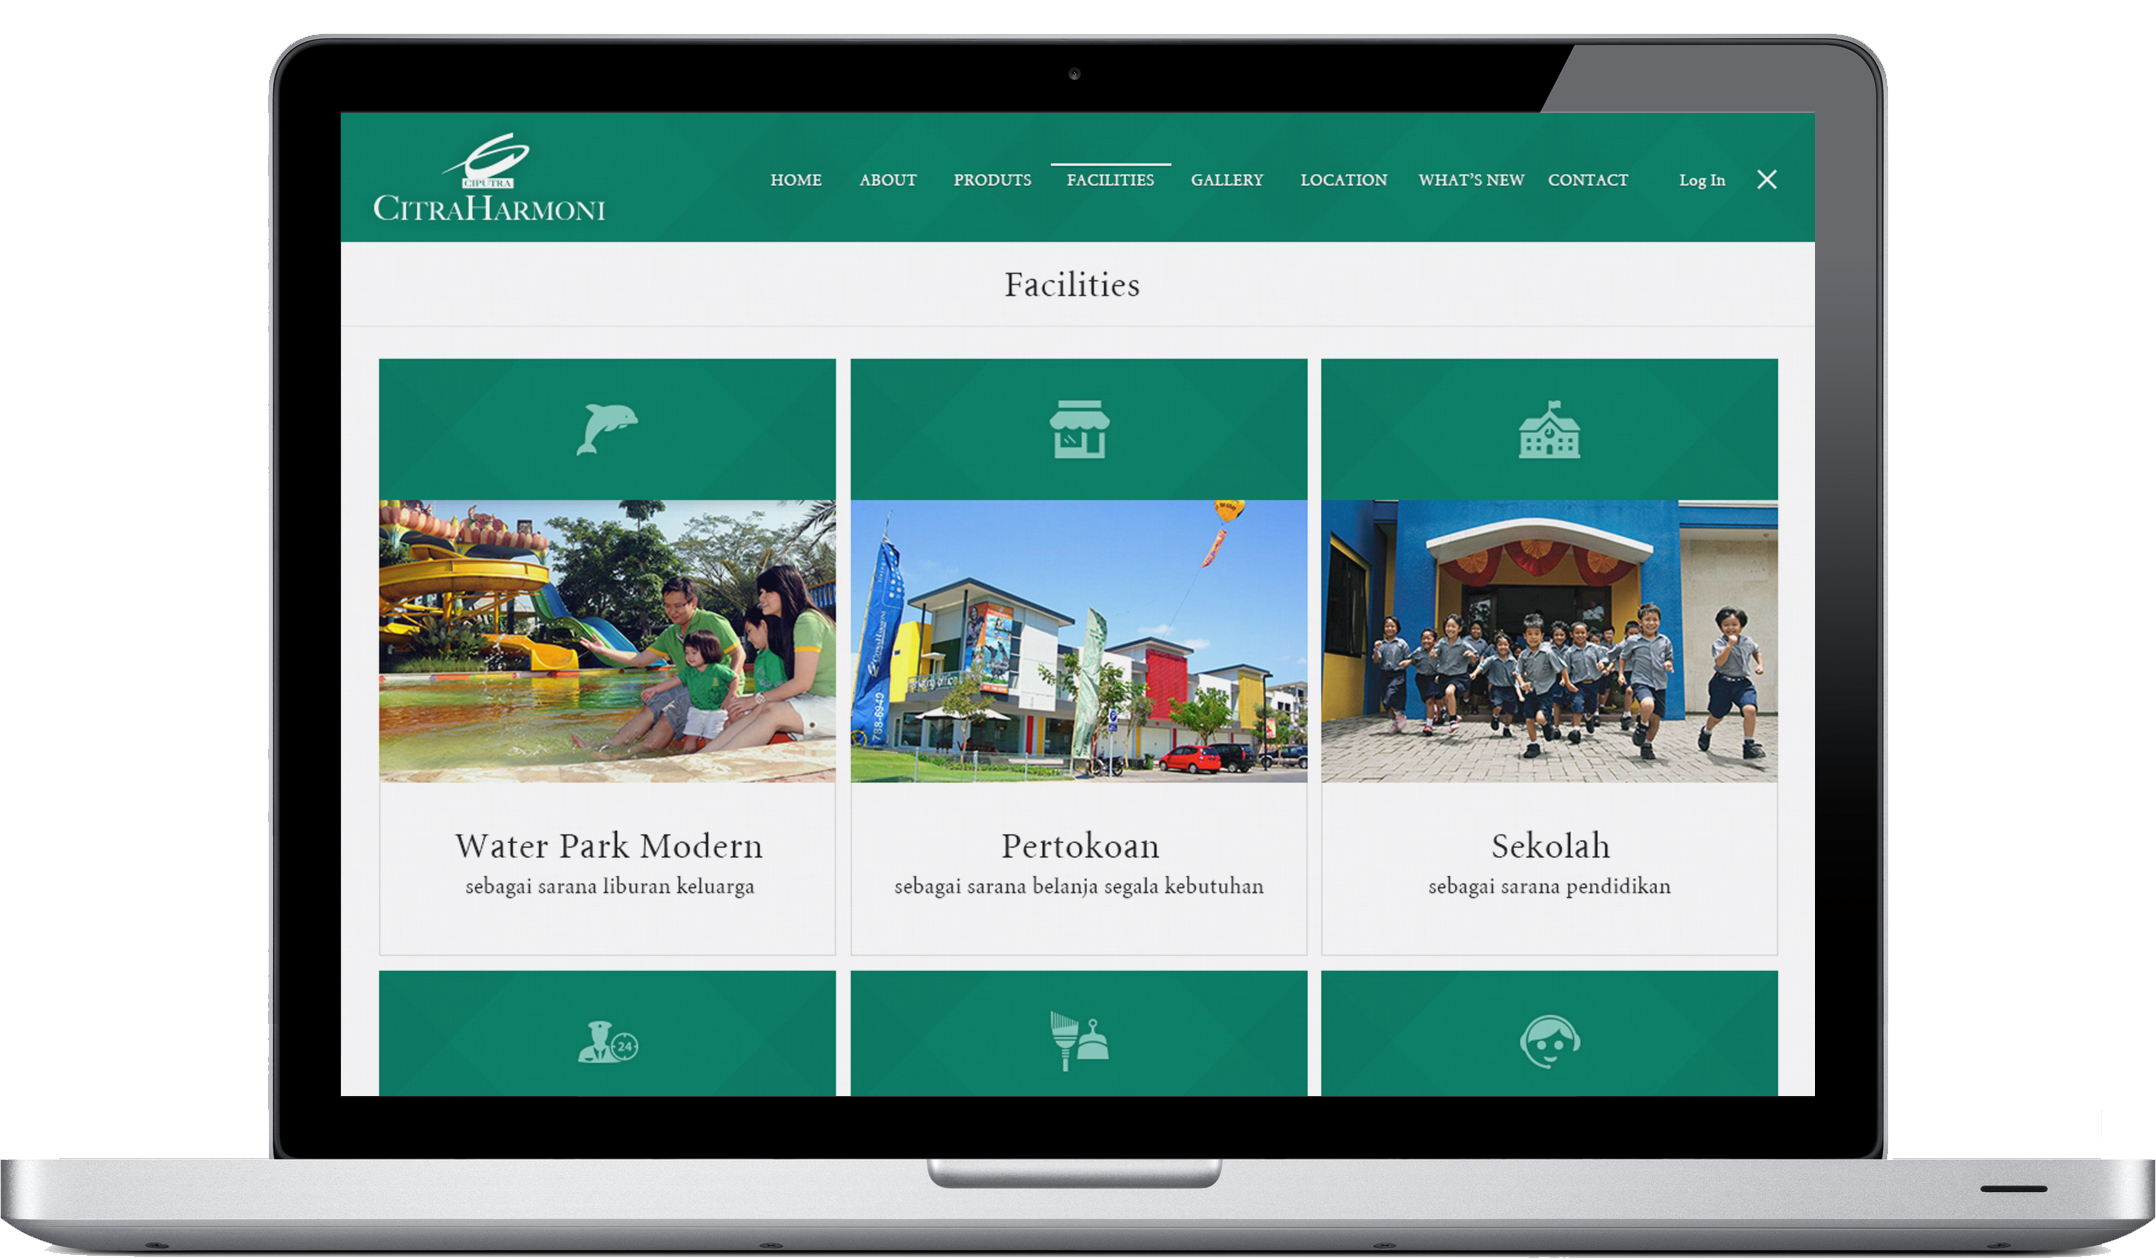 CIPUTRA
CITRAHARMONI
HOME ABOUT PRODUTS FACILITIES GALLERY LOCATION WHAT'S NEW CONTACT Log In
Facilities
Water Park Modern
sebagai sarana liburan keluarga
Pertokoan
sebagai sarana belanja segala kebutuhan
Sekolah
sebagai sarana pendidikan
24